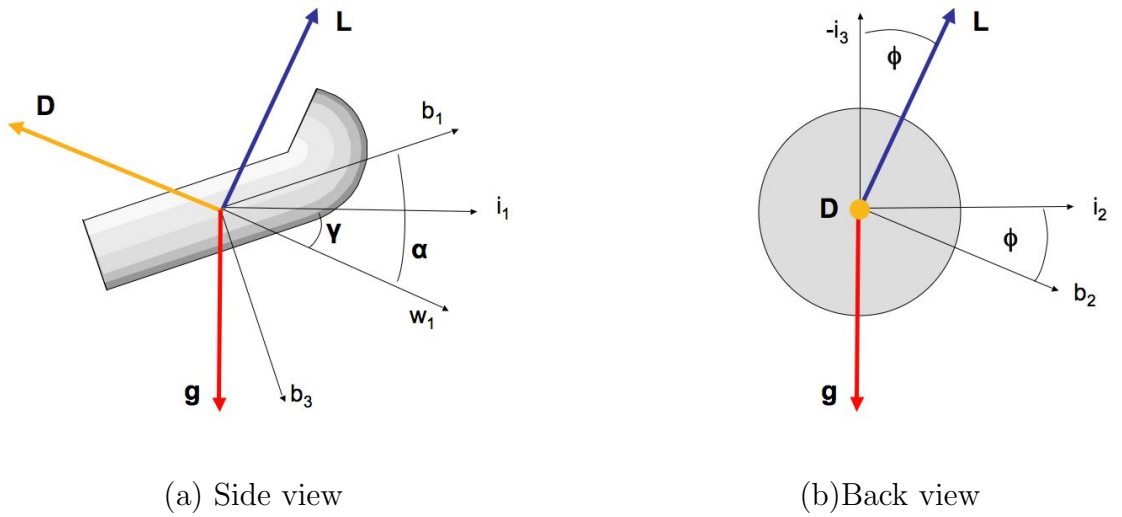 L
D
b₁
i₁
γ
α
w₁
g
b₃
(a) Side view
-i₃
L
ϕ
D
i₂
ϕ
b₂
g
(b)Back view